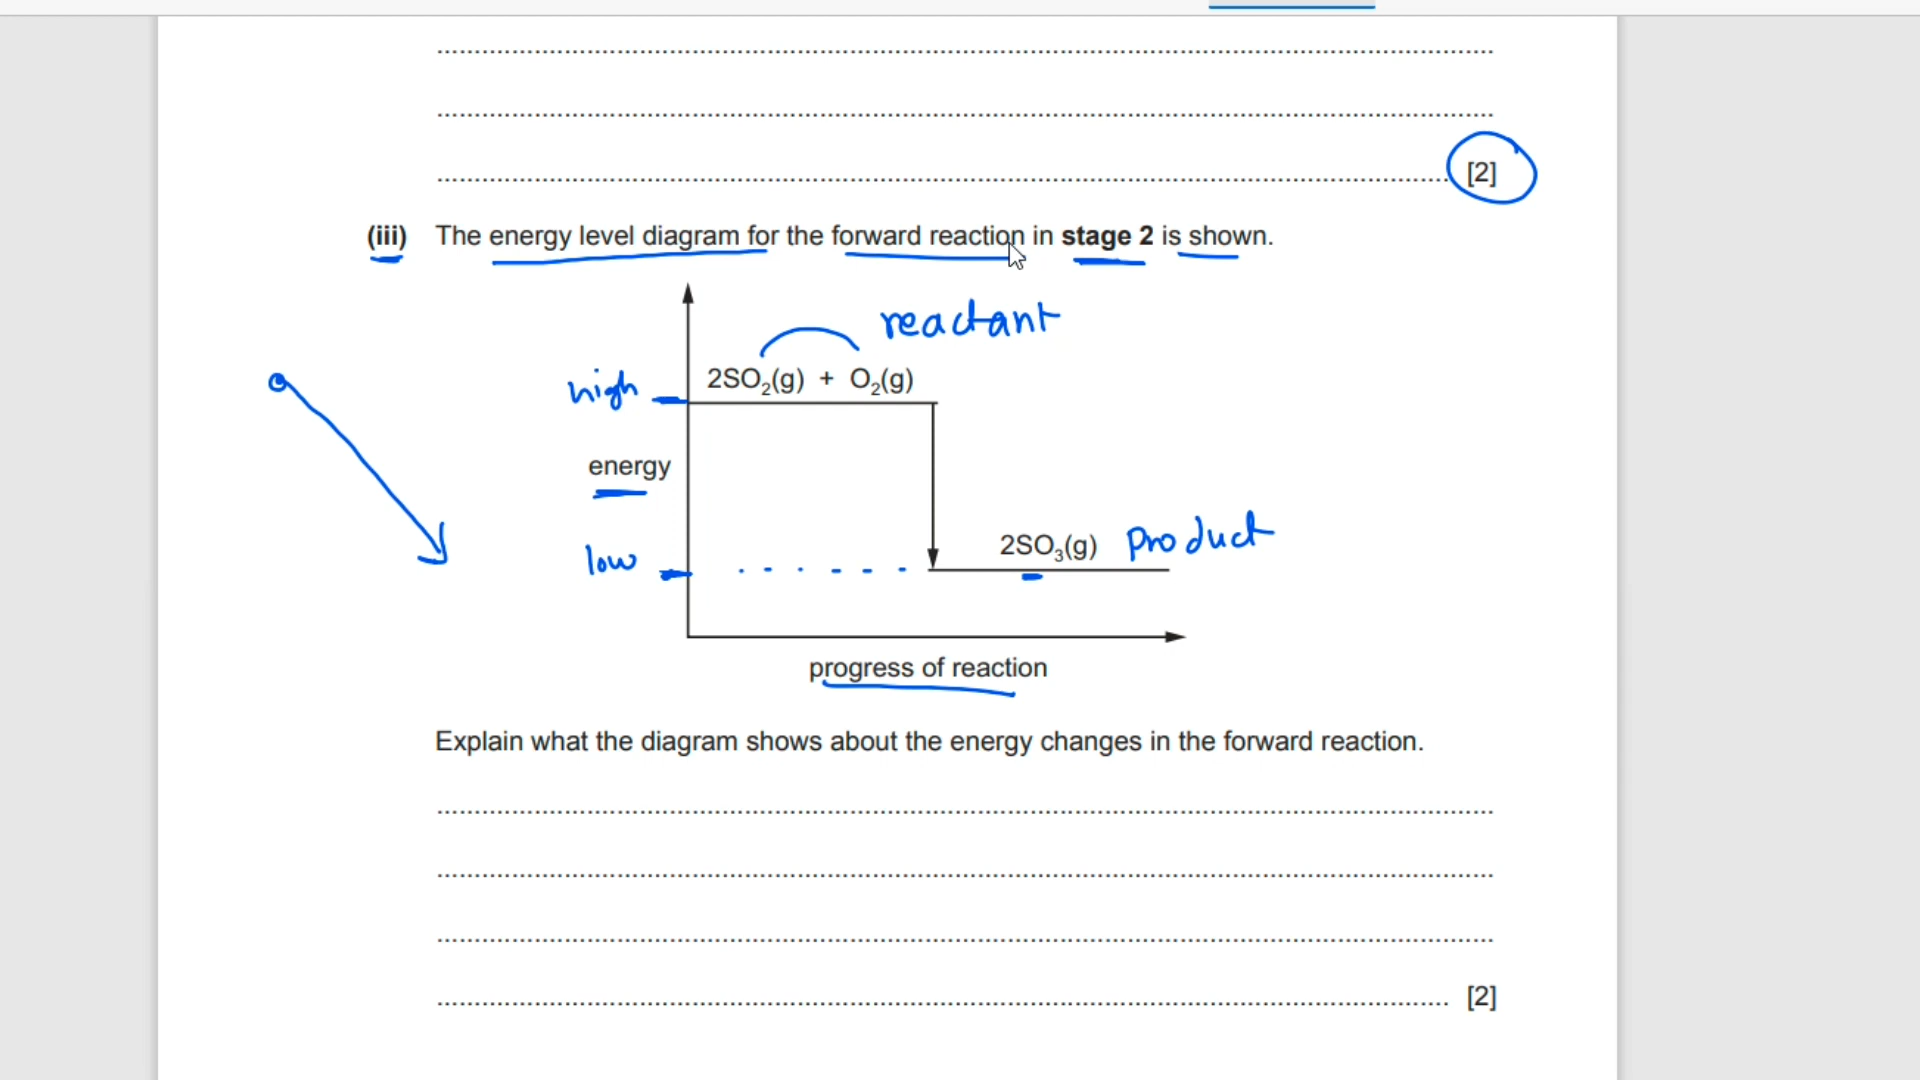 [2]
(iii) The energy level diagram for the forward reaction in stage 2 is shown.
reactant
high
2SO₂(g) + O₂(g)
energy
2SO₃(g) product
low
progress of reaction
Explain what the diagram shows about the energy changes in the forward reaction.
[2]